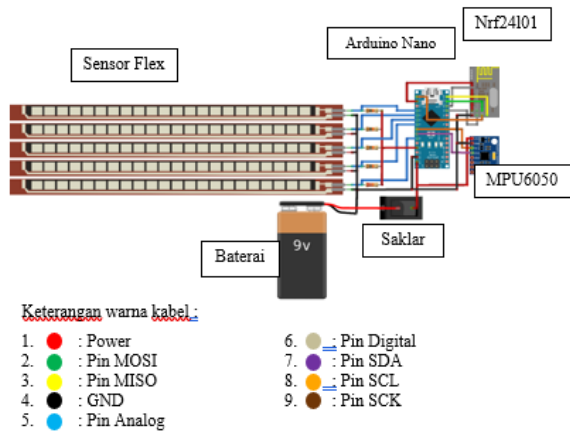 Nrf24l01
Arduino Nano
Sensor Flex
MPU6050
Saklar
Baterai
9v
Keterangan warna kabel :
1. : Power
2. : Pin MOSI
3. : Pin MISO
4. : GND
5. : Pin Analog
6. : Pin Digital
7. : Pin SDA
8. : Pin SCL
9. : Pin SCK